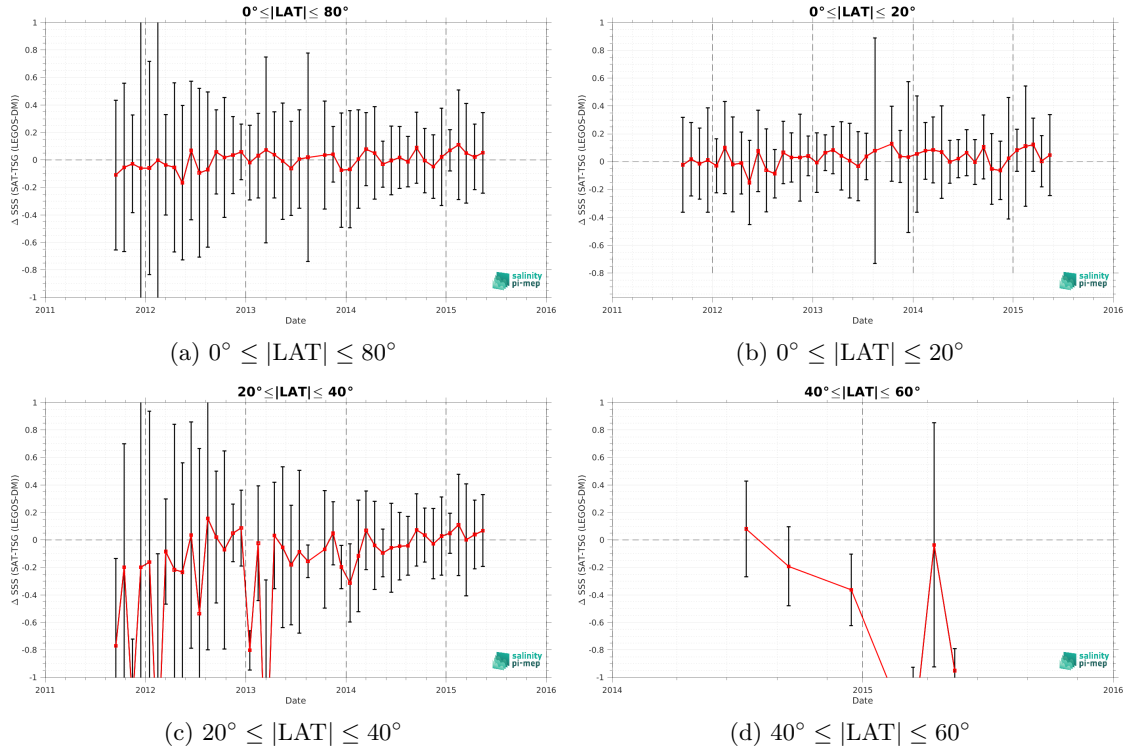 0°≤|LAT|≤ 80°
Δ SSS (SAT-TSG (LEGOS-DM))
1
0.8
0.6
0.4
0.2
0
-0.2
-0.4
-0.6
-0.8
-1
2011
2012
2013
2014
2015
2016
Date
salinity
pi-mep
(a) 0° ≤ |LAT| ≤ 80°
0°≤|LAT|≤ 20°
Δ SSS (SAT-TSG (LEGOS-DM))
1
0.8
0.6
0.4
0.2
0
-0.2
-0.4
-0.6
-0.8
2011
2012
2013
2014
2015
2016
Date
salinity
pi-mep
(b) 0° ≤ |LAT| ≤ 20°
20°≤|LAT|≤ 40°
Δ SSS (SAT-TSG (LEGOS-DM))
1
0.8
0.6
0.4
0.2
0
-0.2
-0.4
-0.6
-0.8
-1
2011
2012
2013
2014
2015
2016
Date
salinity
pi-mep
(c) 20° ≤ |LAT| ≤ 40°
40°≤|LAT|≤ 60°
Δ SSS (SAT-TSG (LEGOS-DM))
1
0.8
0.6
0.4
0.2
0
-0.2
-0.4
-0.6
-0.8
-1
2014
2015
2016
Date
salinity
pi-mep
(d) 40° ≤ |LAT| ≤ 60°